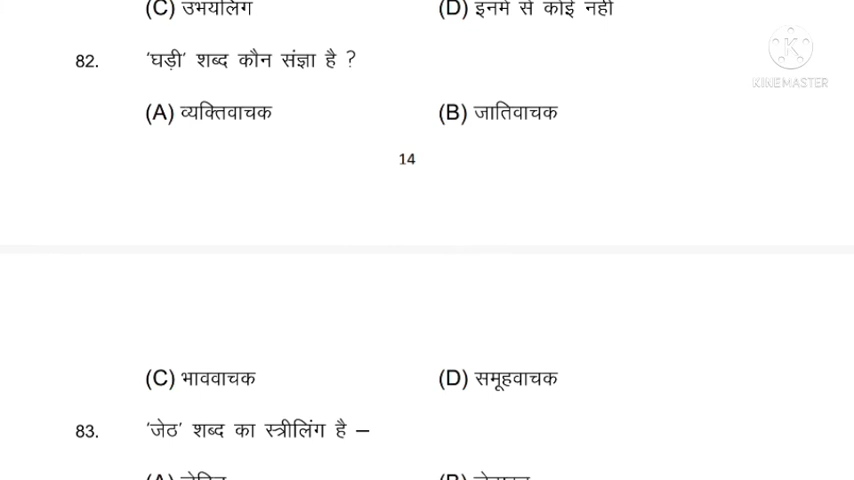 (C) उभयलिंग (D) इनमें से कोई नहीं
82. ‘घड़ी’ शब्द कौन संज्ञा है ?
KINEMASTER
(A) व्यक्तिवाचक (B) जातिवाचक
14
(C) भाववाचक (D) समूहवाचक
83. ‘जेठ’ शब्द का स्त्रीलिंग है –
(A) (B)